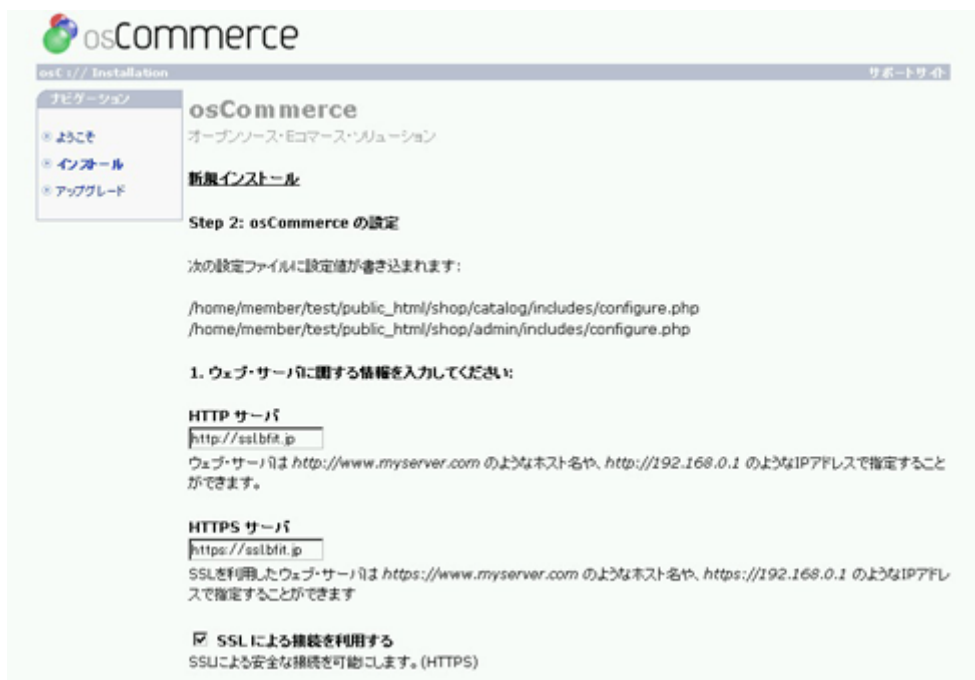 osCommerce
osC :// Installation
サポートサイト
ナビゲーション
ようこそ
インストール
アップグレード
osCommerce
オープンソース・Eコマース・ソリューション
新規インストール
Step 2: osCommerce の設定
次の設定ファイルに設定値が書き込まれます:
/home/member/test/public_html/shop/catalog/includes/configure.php
/home/member/test/public_html/shop/admin/includes/configure.php
1. ウェブ・サーバに関する情報を入力してください:
HTTP サーバ
http://sslbfit.jp
ウェブ・サーバは http://www.myserver.com のようなホスト名や、http://192.168.0.1 のようなIPアドレスで指定すること
ができます。
HTTPS サーバ
https://sslbfit.jp
SSLを利用したウェブ・サーバは https://www.myserver.com のようなホスト名や、https://192.168.0.1 のようなIPアドレ
スで指定することができます
SSLによる接続を利用する
SSLによる安全な接続を可能にします。(HTTPS)